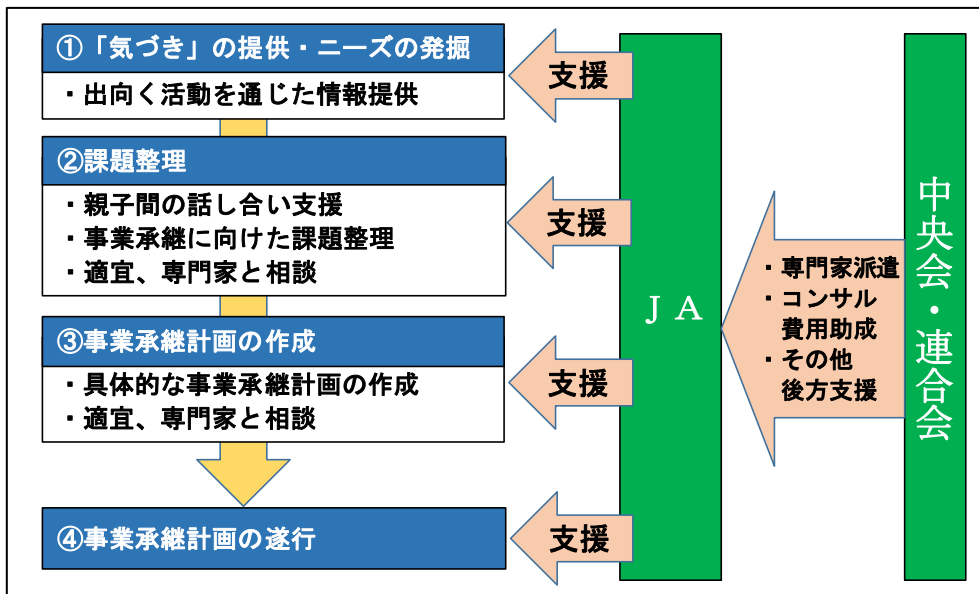 ①「気づき」の提供・ニーズの発掘
・出向く活動を通じた情報提供
②課題整理
・親子間の話し合い支援
・事業承継に向けた課題整理
・適宜、専門家と相談
③事業承継計画の作成
・具体的な事業承継計画の作成
・適宜、専門家と相談
④事業承継計画の遂行
支援
支援
支援
支援
ＪＡ
・専門家派遣
・コンサル
費用助成
・その他
後方支援
中央会・連合会